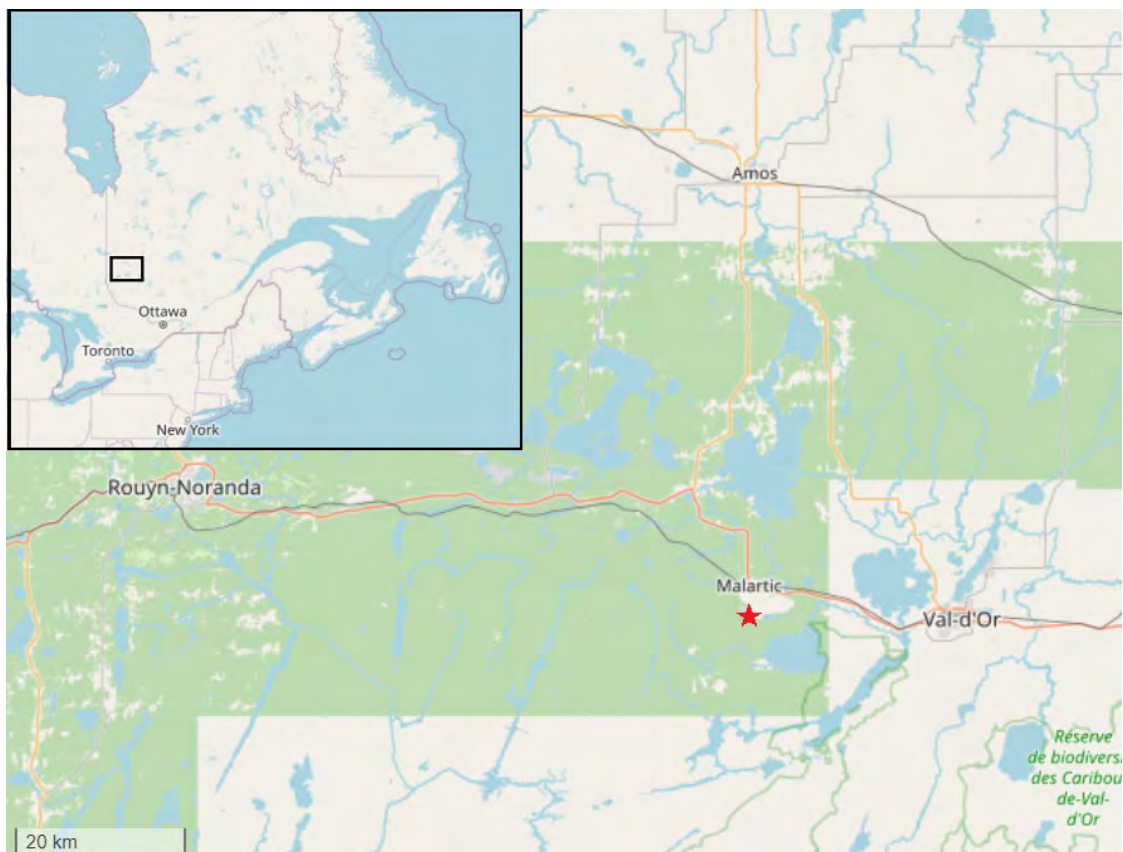 Amos
Ottawa
Toronto
New York
Rouyn-Noranda
Malartic
Val-d'Or
Réserve
de biodiversi
des Caribou
de-Val-
d'Or
20 km